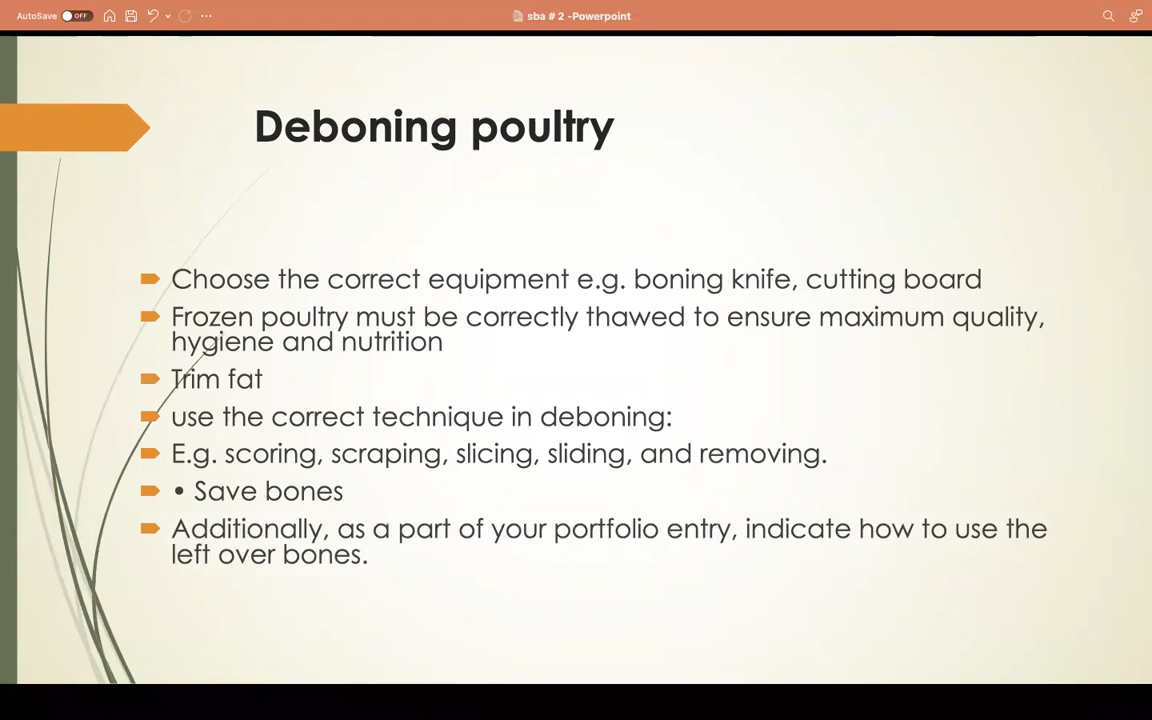 AutoSave OFF
sba # 2 -Powerpoint
Deboning poultry
Choose the correct equipment e.g. boning knife, cutting board
Frozen poultry must be correctly thawed to ensure maximum quality,
hygiene and nutrition
Trim fat
use the correct technique in deboning:
E.g. scoring, scraping, slicing, sliding, and removing.
• Save bones
Additionally, as a part of your portfolio entry, indicate how to use the
left over bones.